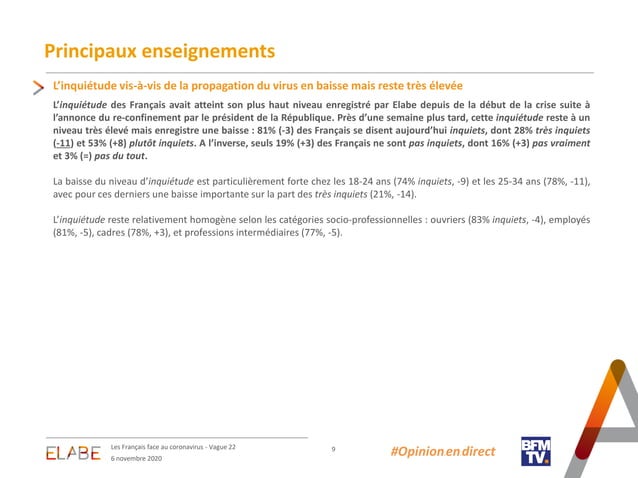 Principaux enseignements
L’inquiétude vis-à-vis de la propagation du virus en baisse mais reste très élevée
L’inquiétude des Français avait atteint son plus haut niveau enregistré par Elabe depuis de la début de la crise suite à
l’annonce du re-confinement par le président de la République. Près d’une semaine plus tard, cette inquiétude reste à un
niveau très élevé mais enregistre une baisse : 81% (-3) des Français se disent aujourd’hui inquiets, dont 28% très inquiets
(-11) et 53% (+8) plutôt inquiets. A l’inverse, seuls 19% (+3) des Français ne sont pas inquiets, dont 16% (+3) pas vraiment
et 3% (=) pas du tout.
La baisse du niveau d’inquiétude est particulièrement forte chez les 18-24 ans (74% inquiets, -9) et les 25-34 ans (78%, -11),
avec pour ces derniers une baisse importante sur la part des très inquiets (21%, -14).
L’inquiétude reste relativement homogène selon les catégories socio-professionnelles : ouvriers (83% inquiets, -4), employés
(81%, -5), cadres (78%, +3), et professions intermédiaires (77%, -5).
ELABE
Les Français face au coronavirus - Vague 22
6 novembre 2020
9
#Opinion en direct
BFM
TV.